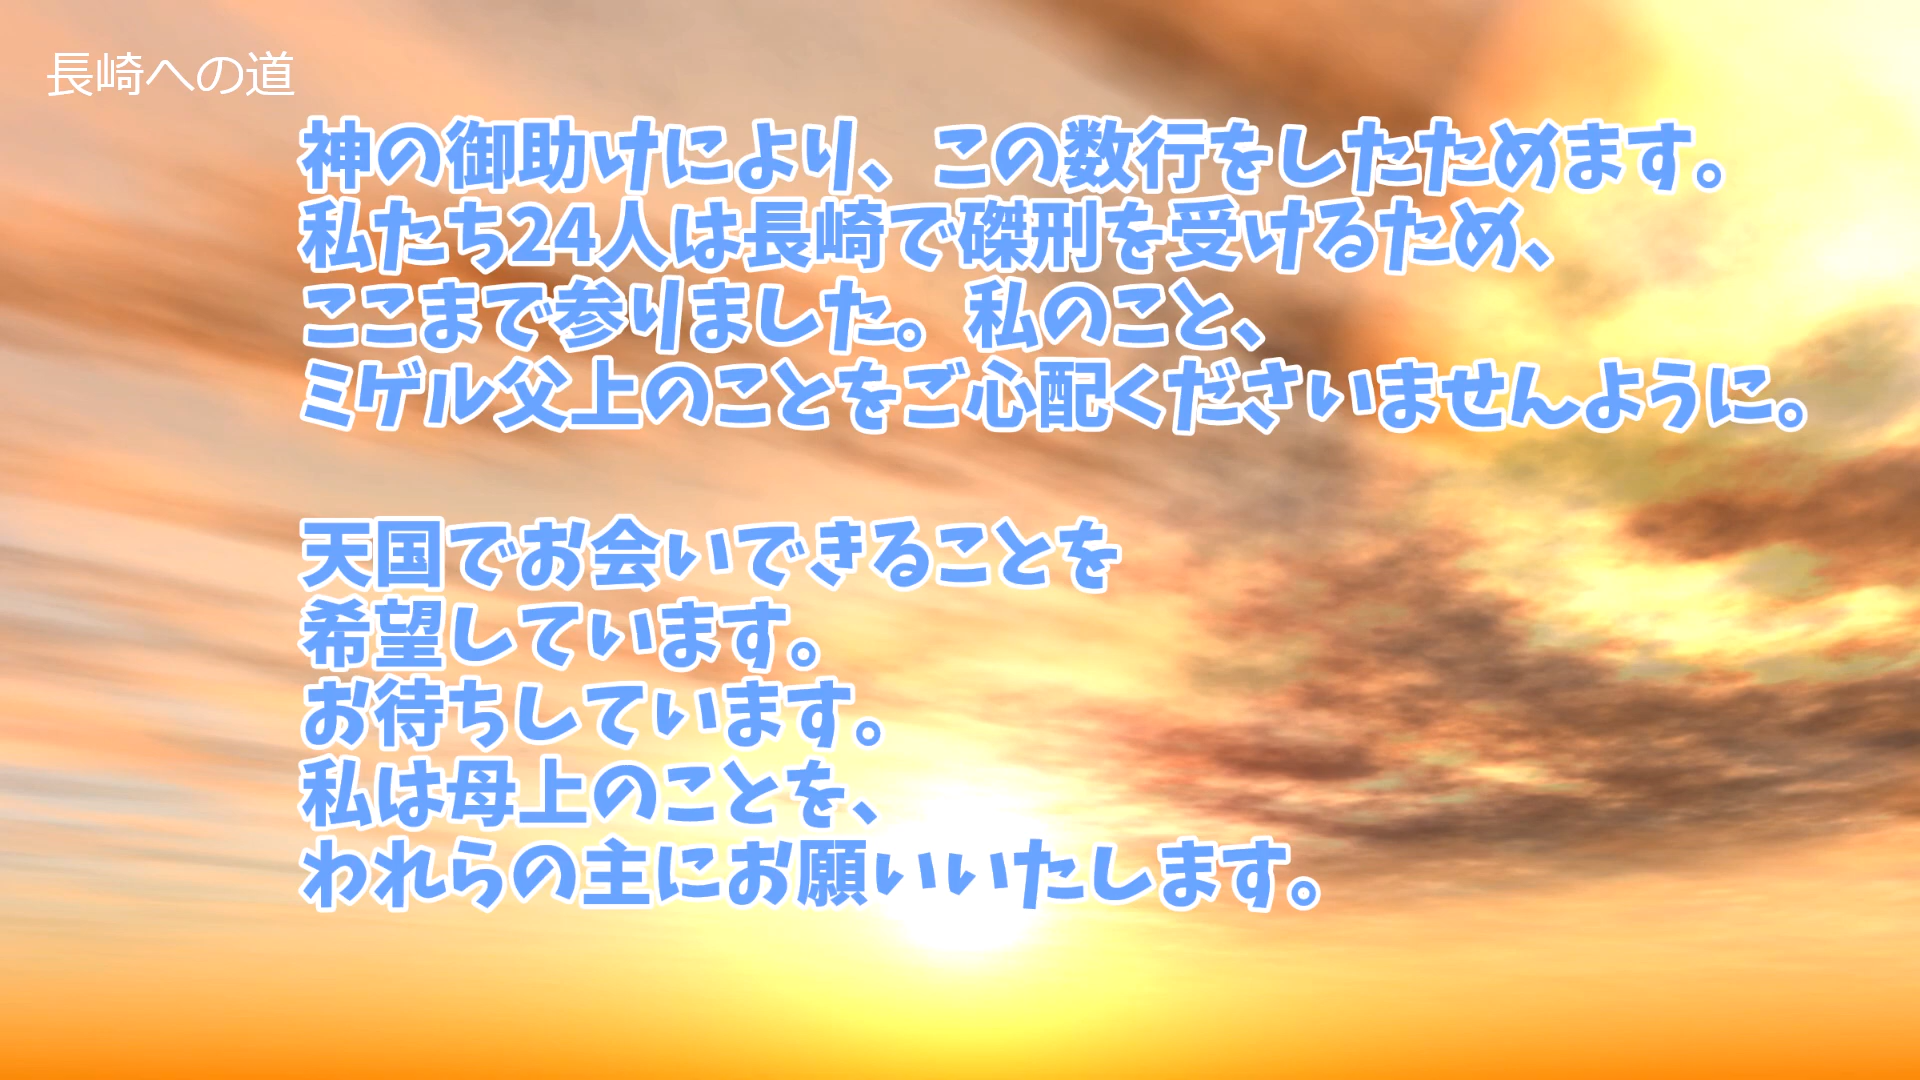 長崎への道
神の御助けにより、この数行をしたためます。
私たち24人は長崎で磔刑を受けるため、
ここまで参りました。私のこと、
ミゲル父上のことをご心配くださいませんように。
天国でお会いできることを
希望しています。
お待ちしています。
私は母上のことを、
われらの主にお願いいたします。